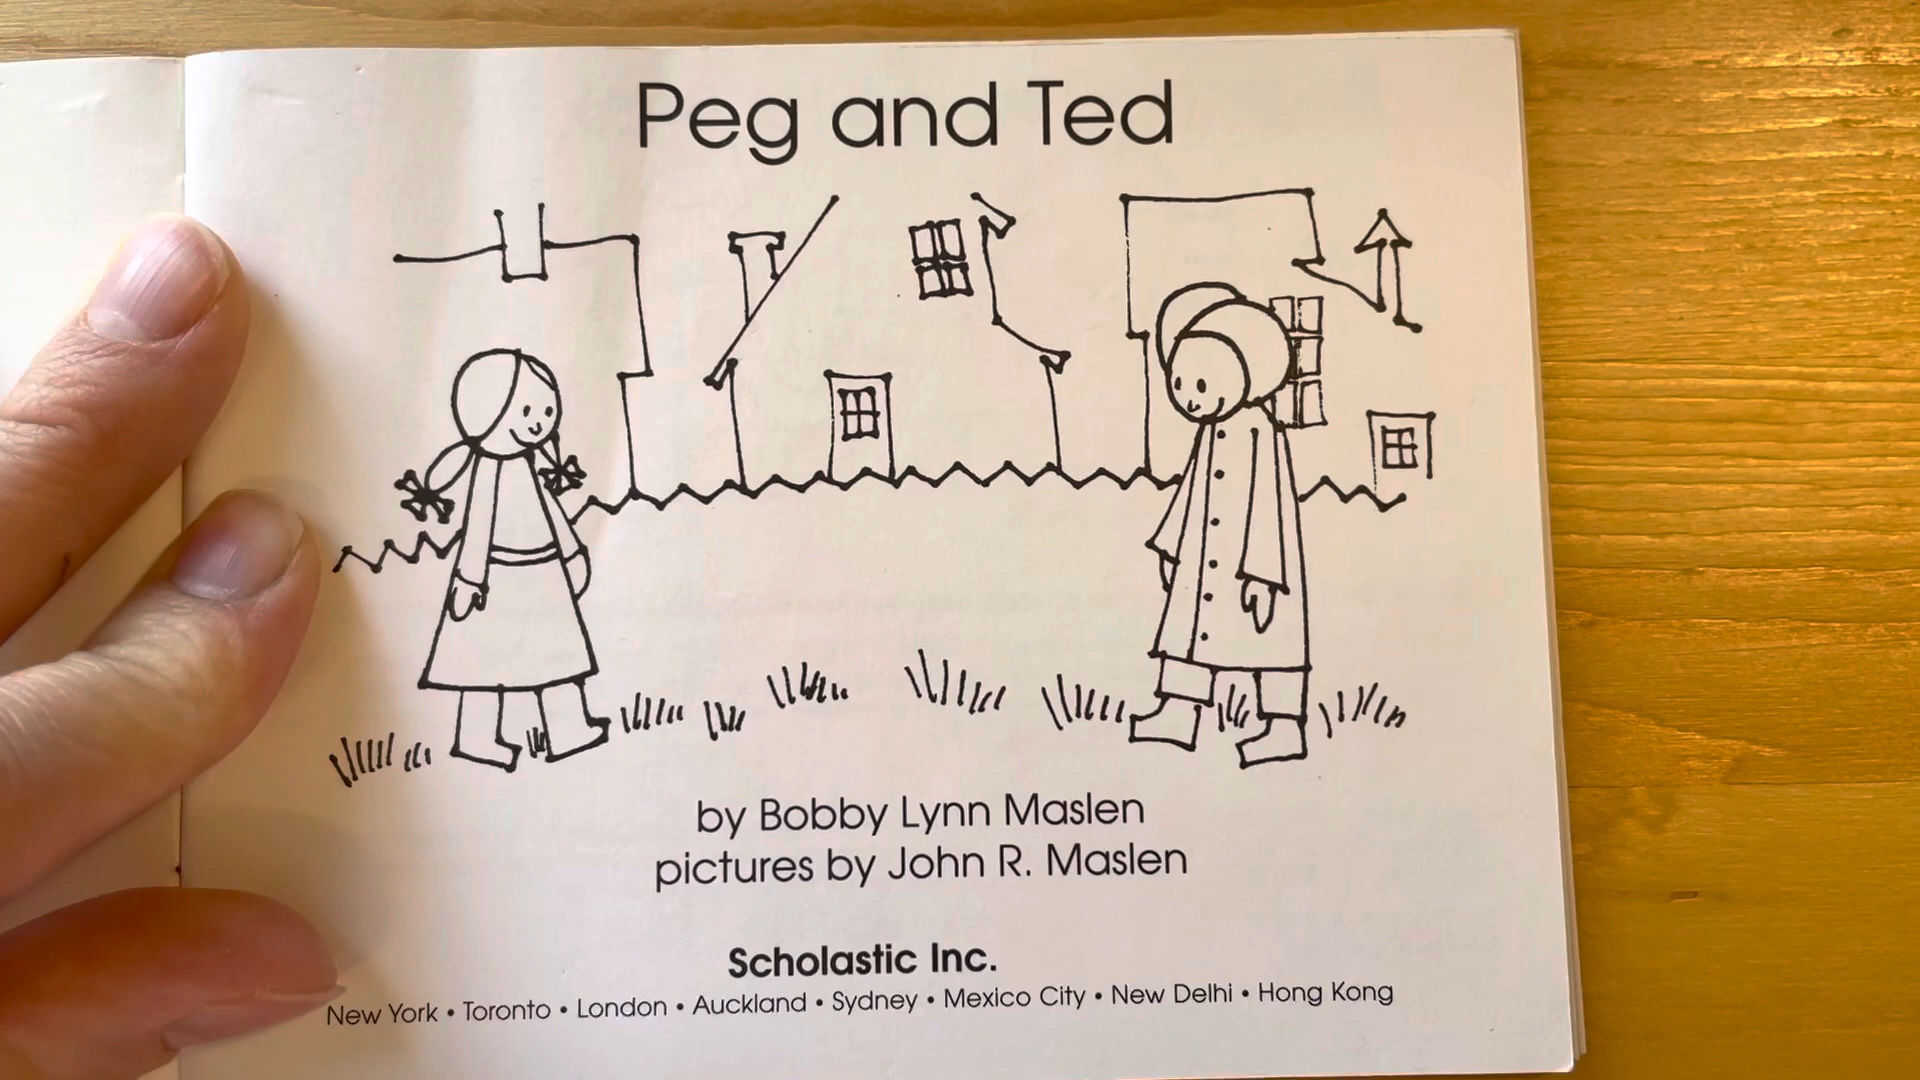 Peg and Ted
by Bobby Lynn Maslen
pictures by John R. Maslen
Scholastic Inc.
New York • Toronto • London • Auckland • Sydney • Mexico City • New Delhi • Hong Kong